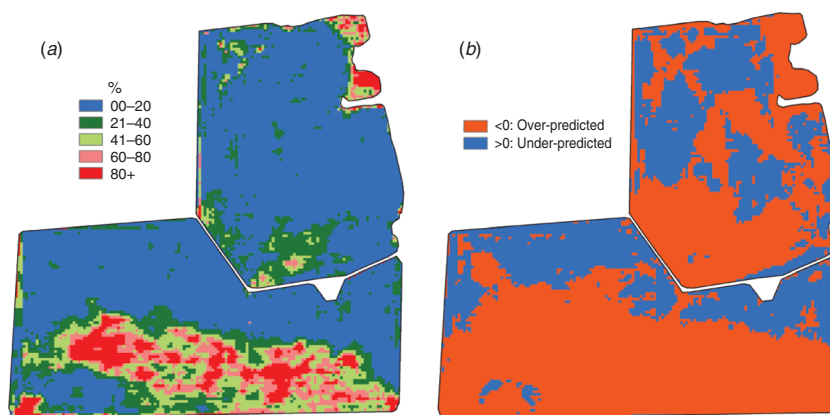 (a)
%
00–20
21–40
41–60
60–80
80+
(b)
<0: Over-predicted
>0: Under-predicted